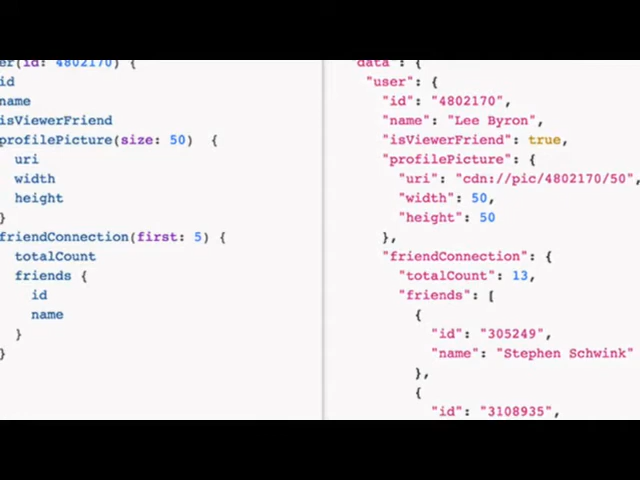 er(id: 4802170) {
id
name
isViewerFriend
profilePicture(size: 50) {
uri
width
height
}
friendConnection(first: 5) {
totalCount
friends {
id
name
}
}
"data": {
"user": {
"id": "4802170",
"name": "Lee Byron",
"isViewerFriend": true,
"profilePicture": {
"uri": "cdn://pic/4802170/50",
"width": 50,
"height": 50
},
"friendConnection": {
"totalCount": 13,
"friends": [
{
"id": "305249",
"name": "Stephen Schwink"
},
{
"id": "3108935",